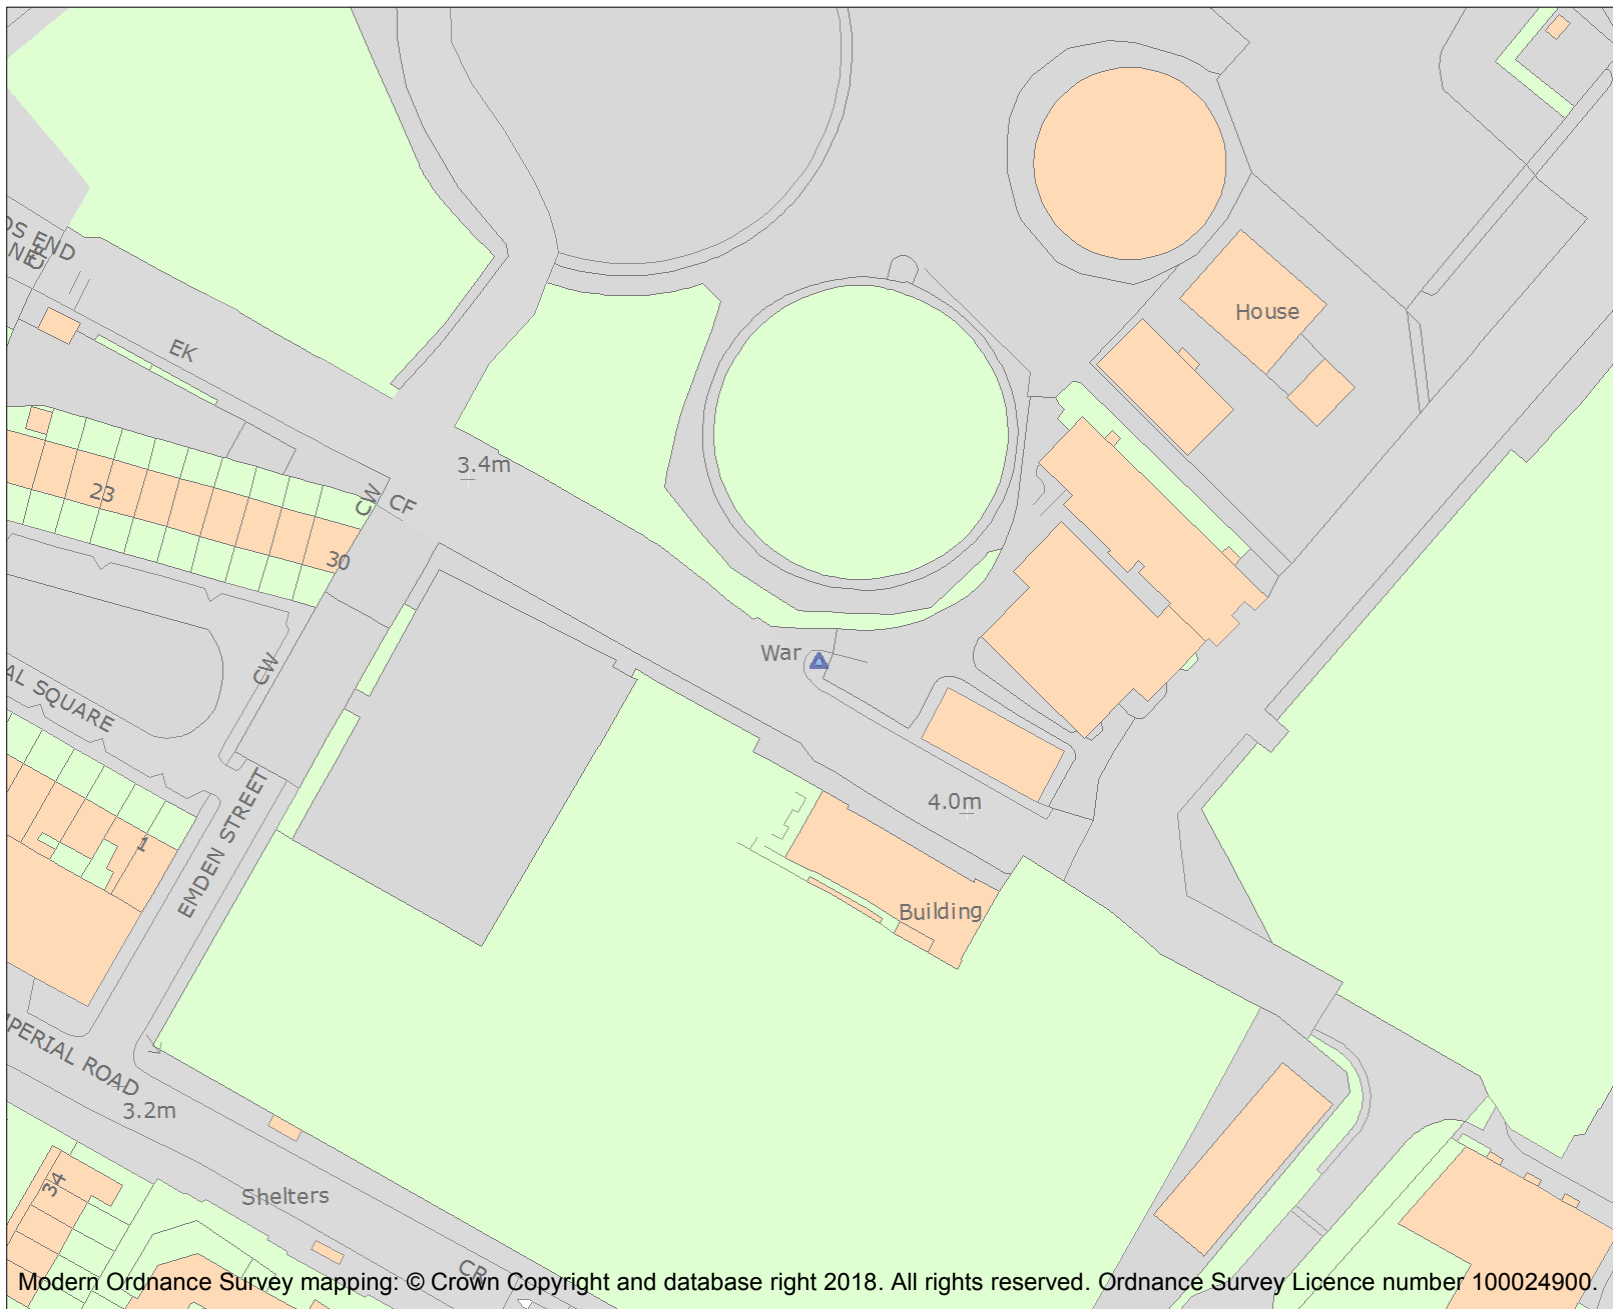 DS END
NER
CR
House
EK
3.4m
23
CW
CF
30
War
CW
AL SQUARE
EMDEN STREET
4.0m
1
Building
PERIAL ROAD
3.2m
34
Shelters
CR
Modern Ordnance Survey mapping: © Crown Copyright and database right 2018. All rights reserved. Ordnance Survey Licence number 100024900.